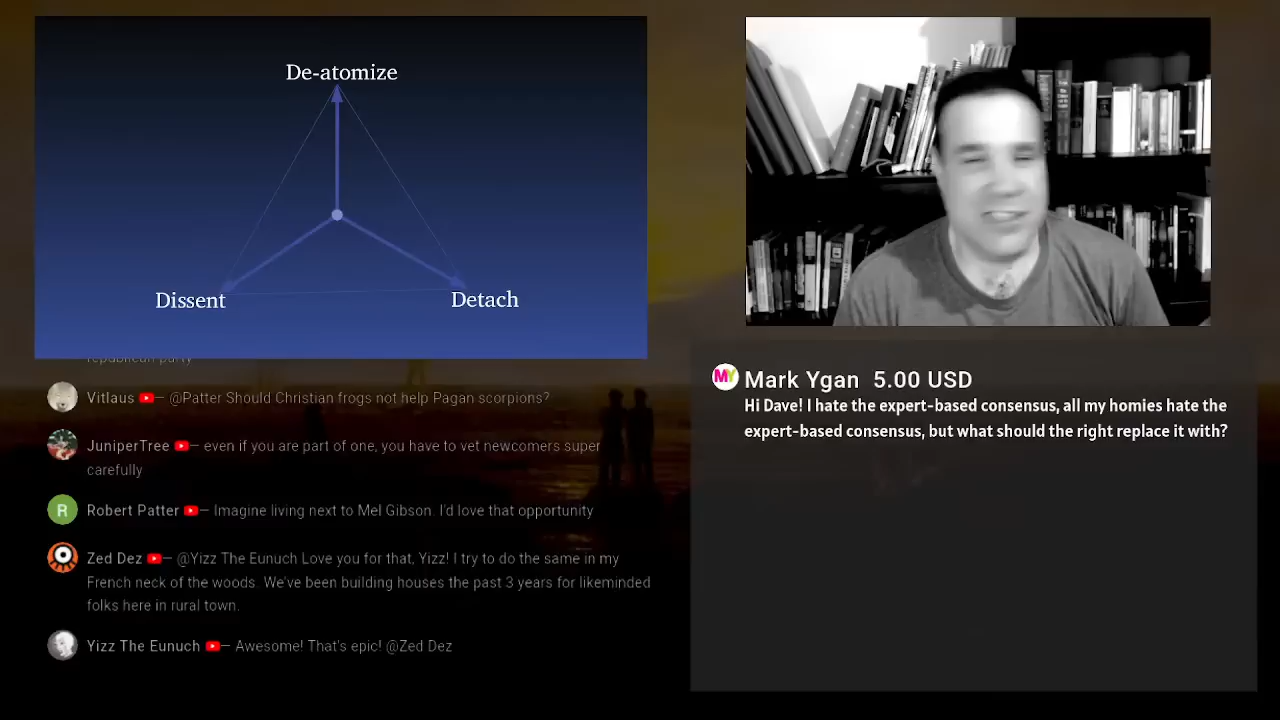 De-atomize
Dissent
Detach
republican party
Vitlaus — @Patter Should Christian frogs not help Pagan scorpions?
JuniperTree — even if you are part of one, you have to vet newcomers super
carefully
R
Robert Patter — Imagine living next to Mel Gibson. I'd love that opportunity
Zed Dez — @Yizz The Eunuch Love you for that, Yizz! I try to do the same in my
French neck of the woods. We've been building houses the past 3 years for likeminded
folks here in rural town.
Yizz The Eunuch — Awesome! That's epic! @Zed Dez
MY
Mark Ygan 5.00 USD
Hi Dave! I hate the expert-based consensus, all my homies hate the
expert-based consensus, but what should the right replace it with?